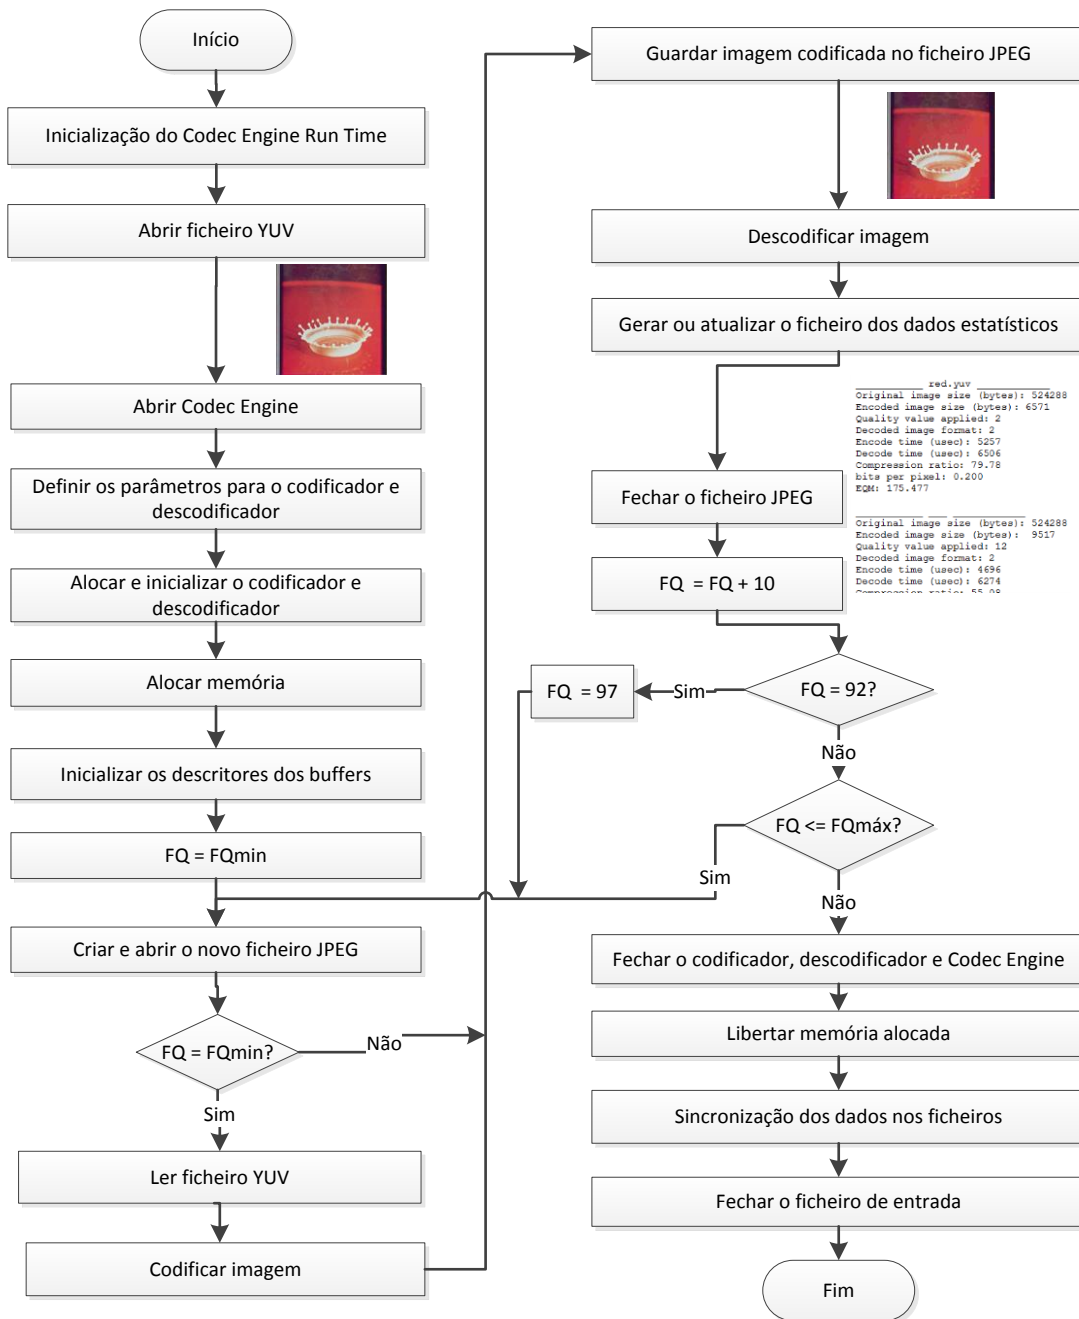 Início
Inicialização do Codec Engine Run Time
Abrir ficheiro YUV
Abrir Codec Engine
Definir os parâmetros para o codificador e
descodificador
Alocar e inicializar o codificador e
descodificador
Alocar memória
Inicializar os descritores dos buffers
FQ = FQmin
Criar e abrir o novo ficheiro JPEG
FQ = FQmin?
Não
Sim
Ler ficheiro YUV
Codificar imagem
Guardar imagem codificada no ficheiro JPEG
Descodificar imagem
Gerar ou atualizar o ficheiro dos dados estatísticos
red.yuv
Original image size (bytes): 524288
Encoded image size (bytes): 6571
Quality value applied: 2
Decoded image format: 2
Encode time (usec): 5257
Decode time (usec): 6506
Compression ratio: 79.78
bits per pixel: 0.200
EQM: 175.477
Original image size (bytes): 524288
Encoded image size (bytes): 9517
Quality value applied: 12
Decoded image format: 2
Encode time (usec): 4696
Decode time (usec): 6274
Compression ratio: 55.08
Fechar o ficheiro JPEG
FQ = FQ + 10
FQ = 92?
Sim
FQ = 97
Não
FQ <= FQmáx?
Sim
Não
Fechar o codificador, descodificador e Codec Engine
Libertar memória alocada
Sincronização dos dados nos ficheiros
Fechar o ficheiro de entrada
Fim